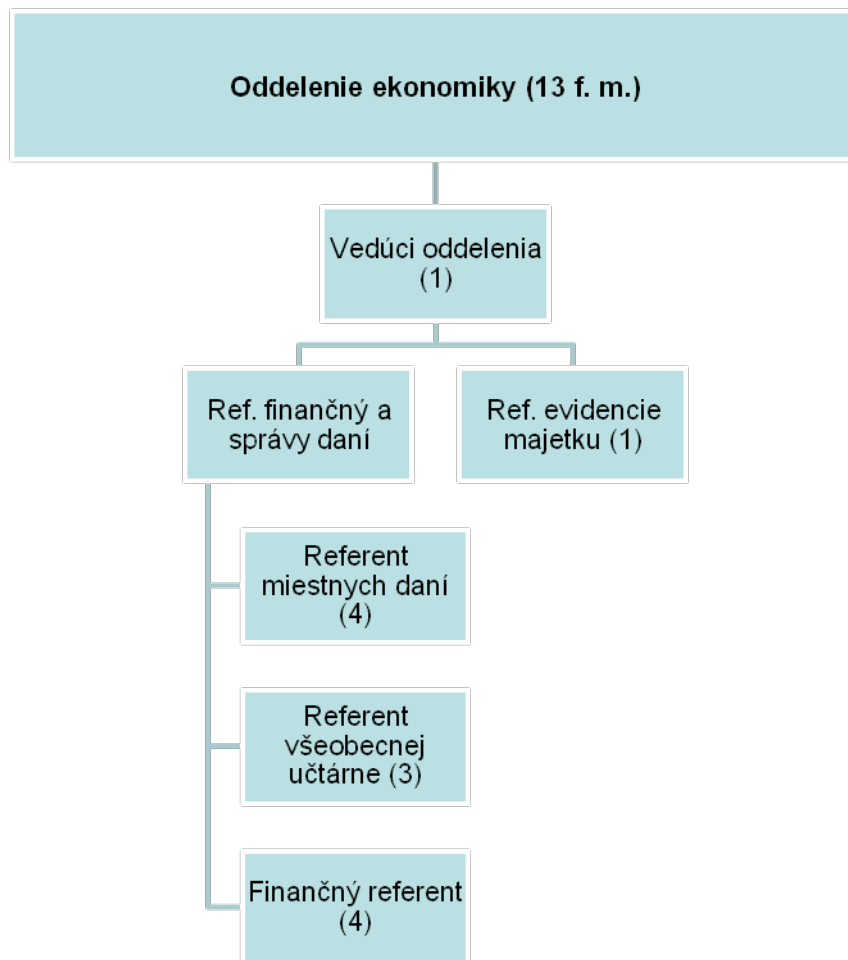 Oddelenie ekonomiky (13 f. m.)
Vedúci oddelenia
(1)
Ref. finančný a
správy daní
Ref. evidencie
majetku (1)
Referent
miestnych daní
(4)
Referent
všeobecnej
učtárne (3)
Finančný referent
(4)